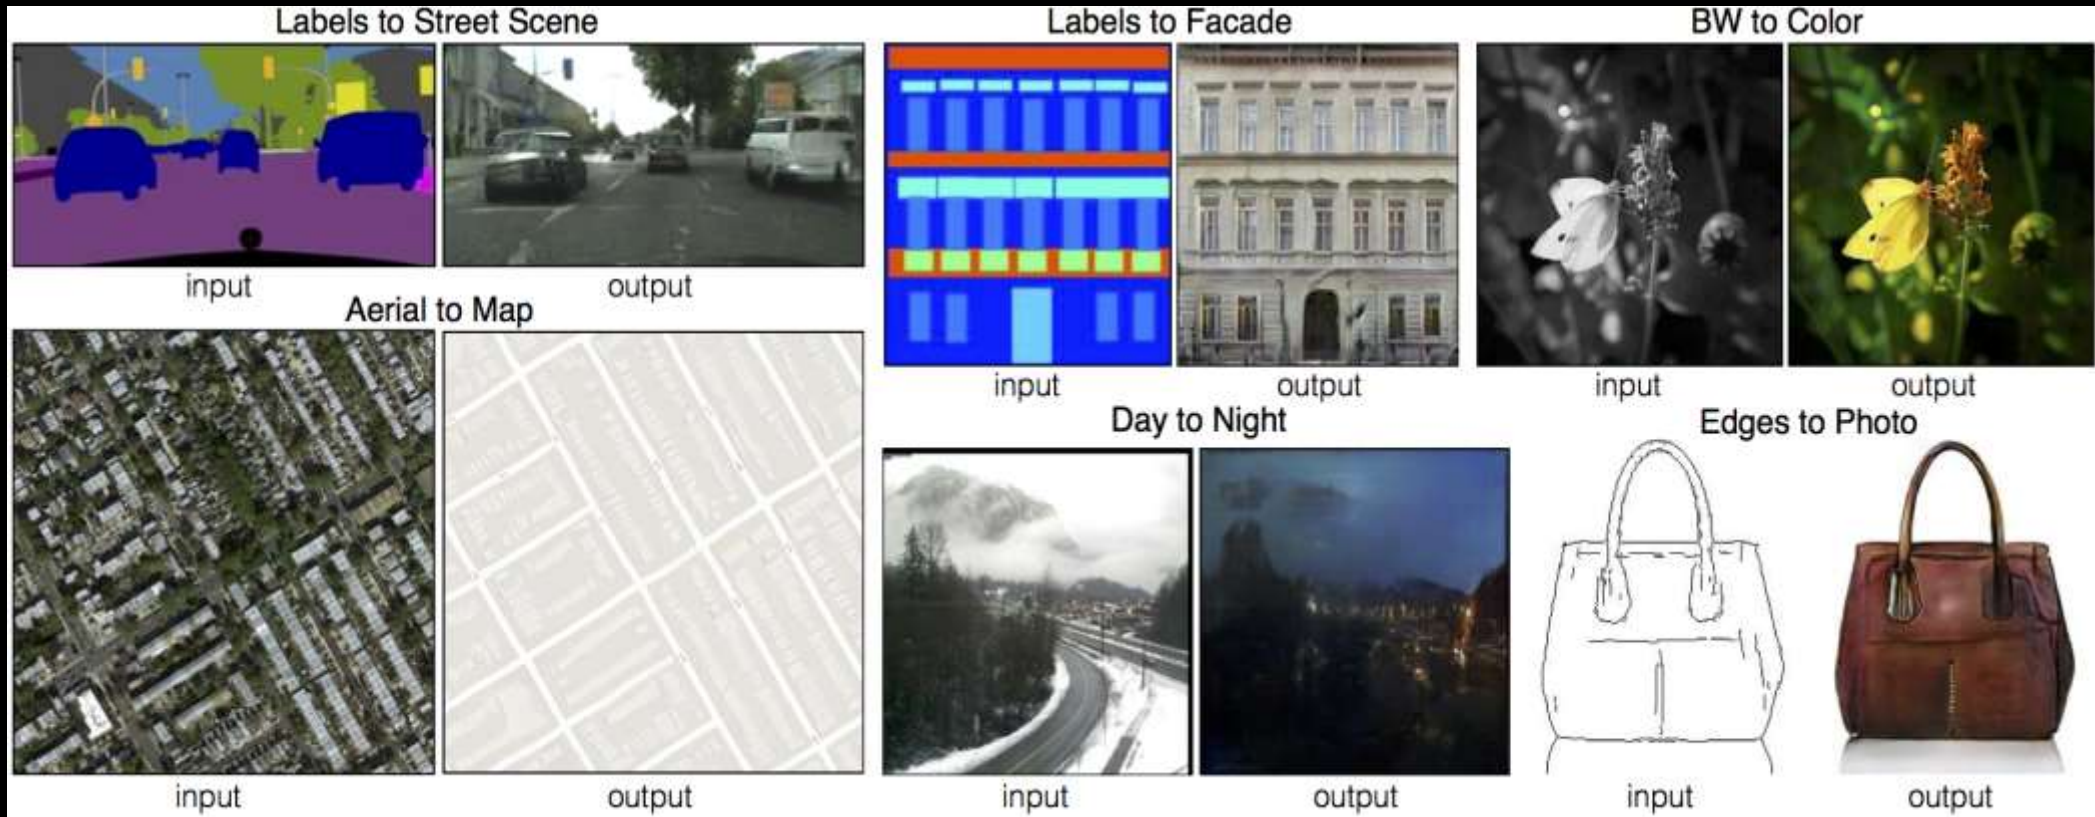 Labels to Street Scene
input
output
Aerial to Map
input
output
Labels to Facade
input
output
BW to Color
input
output
Day to Night
input
output
Edges to Photo
input
output